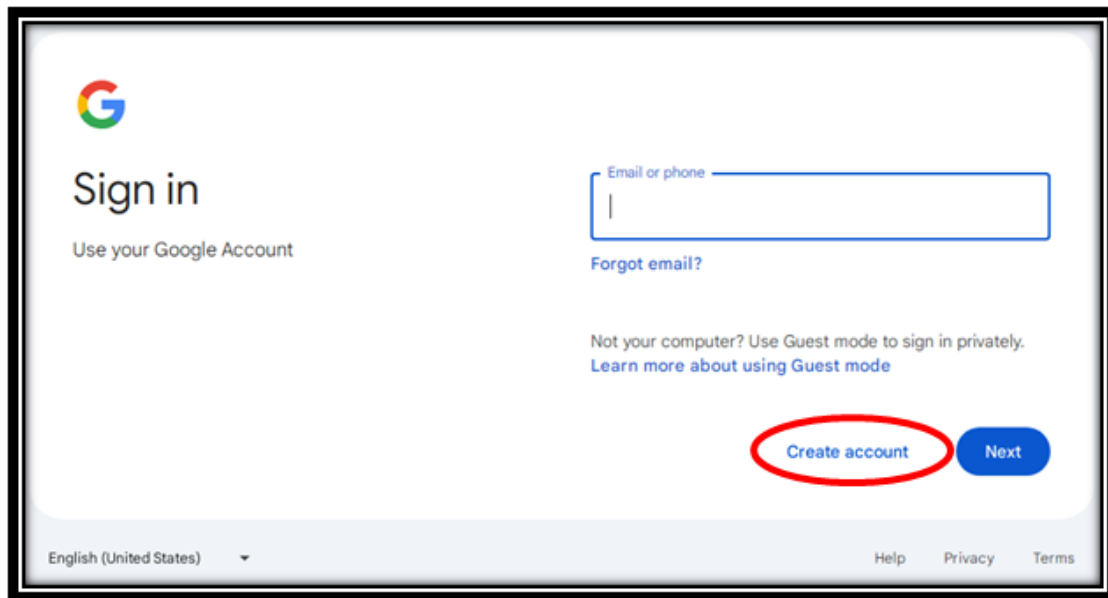 Sign in
Use your Google Account
Email or phone
Forgot email?
Not your computer? Use Guest mode to sign in privately.
Learn more about using Guest mode
Create account
Next
English (United States)
Help
Privacy
Terms